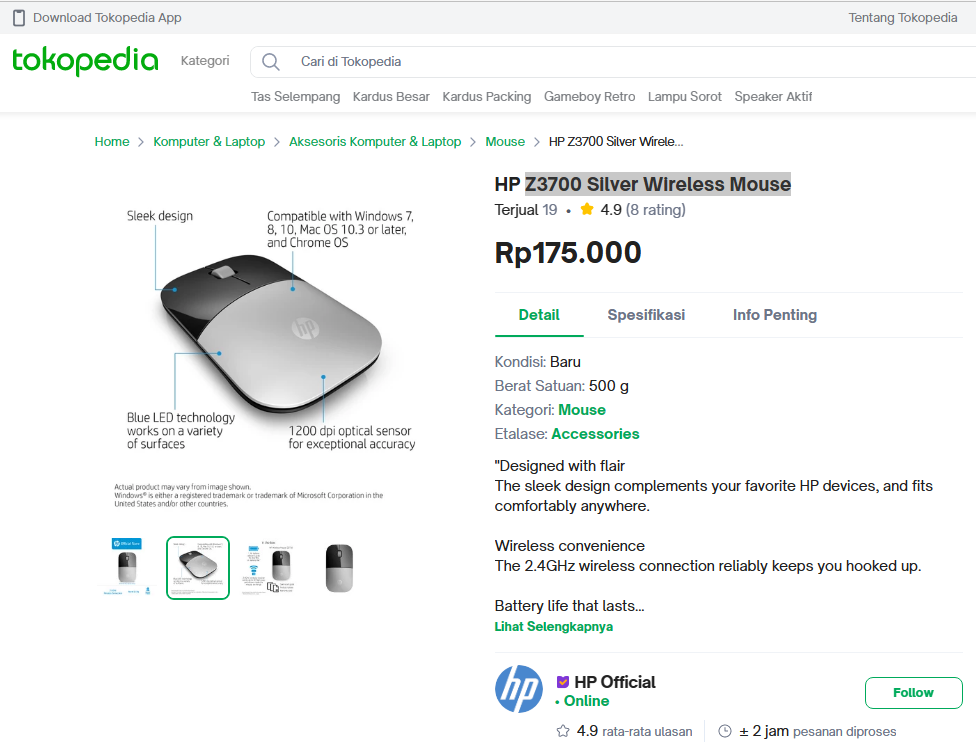 Download Tokopedia App
Tentang Tokopedia
tokopedia
Kategori
Cari di Tokopedia
Tas Selempang Kardus Besar Kardus Packing Gameboy Retro Lampu Sorot Speaker Aktif
Home > Komputer & Laptop > Aksesoris Komputer & Laptop > Mouse > HP Z3700 Silver Wirele...
Sleek design
Compatible with Windows 7,
8, 10, Mac OS 10.3 or later,
and Chrome OS
hp
Blue LED technology
works on a variety
of surfaces
1200 dpi optical sensor
for exceptional accuracy
Actual product may vary from image shown.
Windows® is either a registered trademark or trademark of Microsoft Corporation in the
United States and/or other countries.
HP Z3700 Silver Wireless Mouse
Terjual 19 • 4.9 (8 rating)
Rp175.000
Detail Spesifikasi Info Penting
Kondisi: Baru
Berat Satuan: 500 g
Kategori: Mouse
Etalase: Accessories
"Designed with flair
The sleek design complements your favorite HP devices, and fits
comfortably anywhere.
Wireless convenience
The 2.4GHz wireless connection reliably keeps you hooked up.
Battery life that lasts...
Lihat Selengkapnya
hp
HP Official
• Online
Follow
4.9 rata-rata ulasan
± 2 jam pesanan diproses